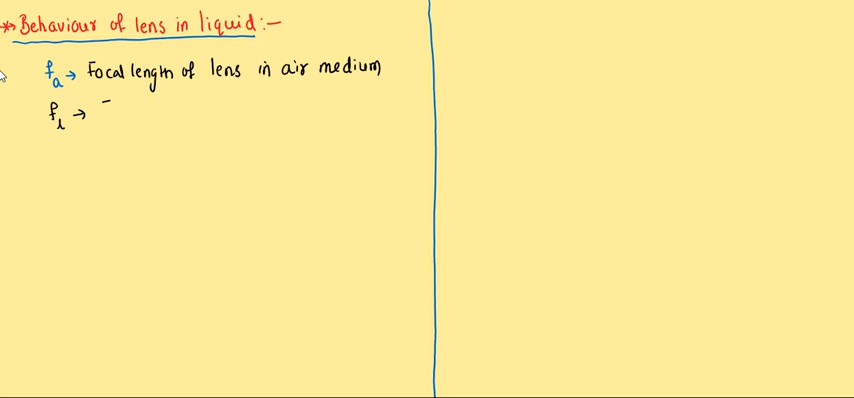 ** Behaviour of lens in liquid :-
fₐ → Focal length of lens in air medium
fₗ →